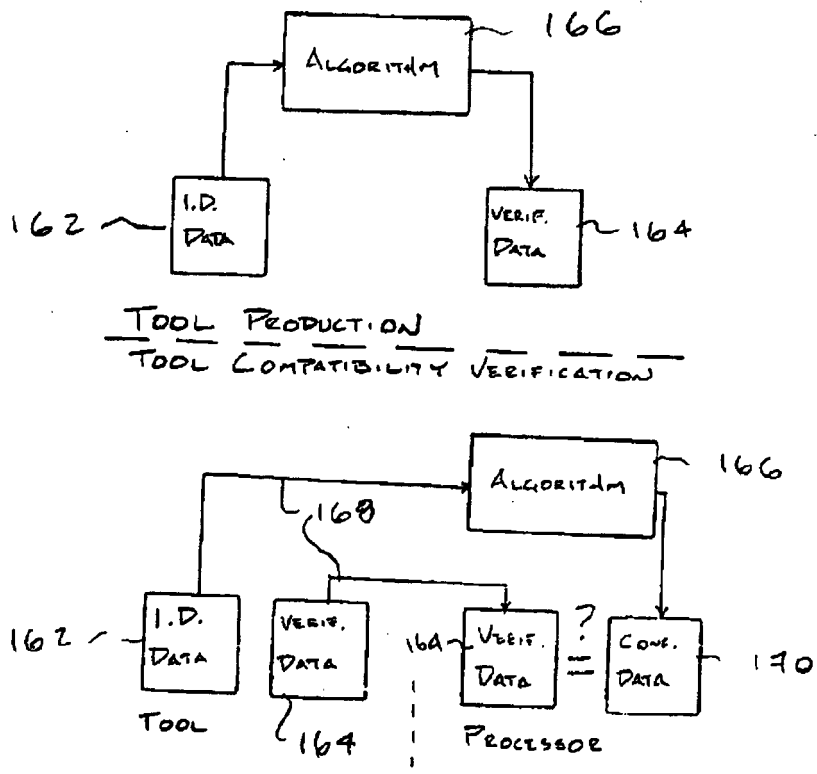 166
ALGORITHM
I.D.
DATA
162
VERIF.
DATA
164
TOOL PRODUCTION
TOOL COMPATIBILITY VERIFICATION
ALGORITHM
166
168
162
I.D.
DATA
VERIF.
DATA
164
VERIF.
DATA
?
=
CONF.
DATA
170
TOOL
164
PROCESSOR